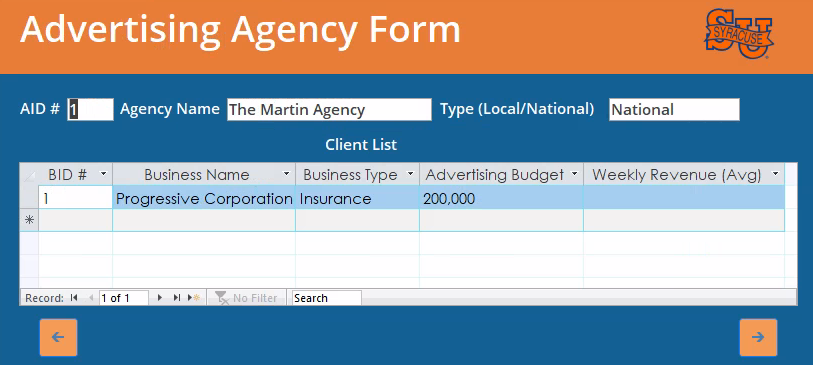 Advertising Agency Form
SU SYRACUSE
AID # 1 Agency Name The Martin Agency Type (Local/National) National
Client List
BID # Business Name Business Type Advertising Budget Weekly Revenue (Avg)
1 Progressive Corporation Insurance 200,000
*
Record: 1 of 1 No Filter Search